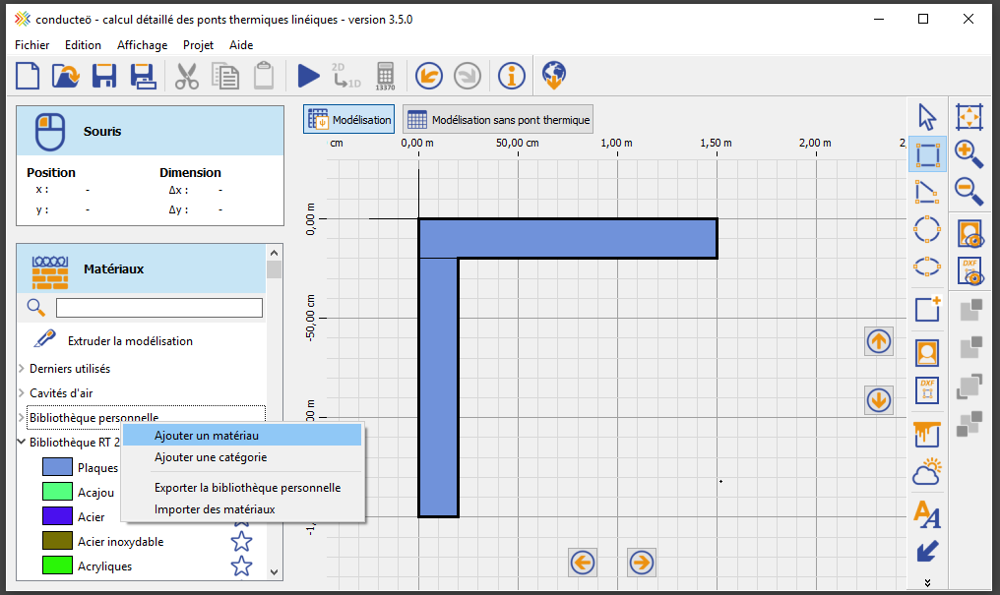 conducteö - calcul détaillé des ponts thermiques linéiques - version 3.5.0
Fichier Edition Affichage Projet Aide
2D
1D
13370
Souris
Position Dimension
x : - Δx : -
y : - Δy : -
Modélisation
Modélisation sans pont thermique
cm 0,00 m 50,00 cm 1,00 m 1,50 m 2,00 m 2,
0,00 m
-50,00 cm
0 m
-1,
Matériaux
Extruder la modélisation
Derniers utilisés
Cavités d'air
Bibliothèque personnelle
Bibliothèque RT 2
Plaques
Acajou
Acier
Acier inoxydable
Acryliques
Ajouter un matériau
Ajouter une catégorie
Exporter la bibliothèque personnelle
Importer des matériaux
DXF
DXF
AA